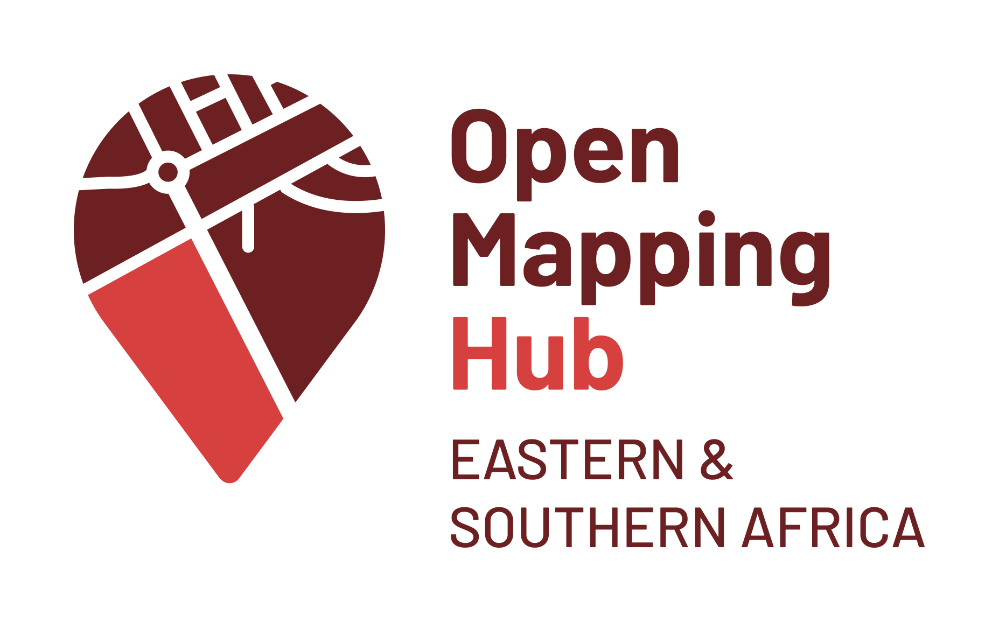 Open
Mapping
Hub
EASTERN &
SOUTHERN AFRICA